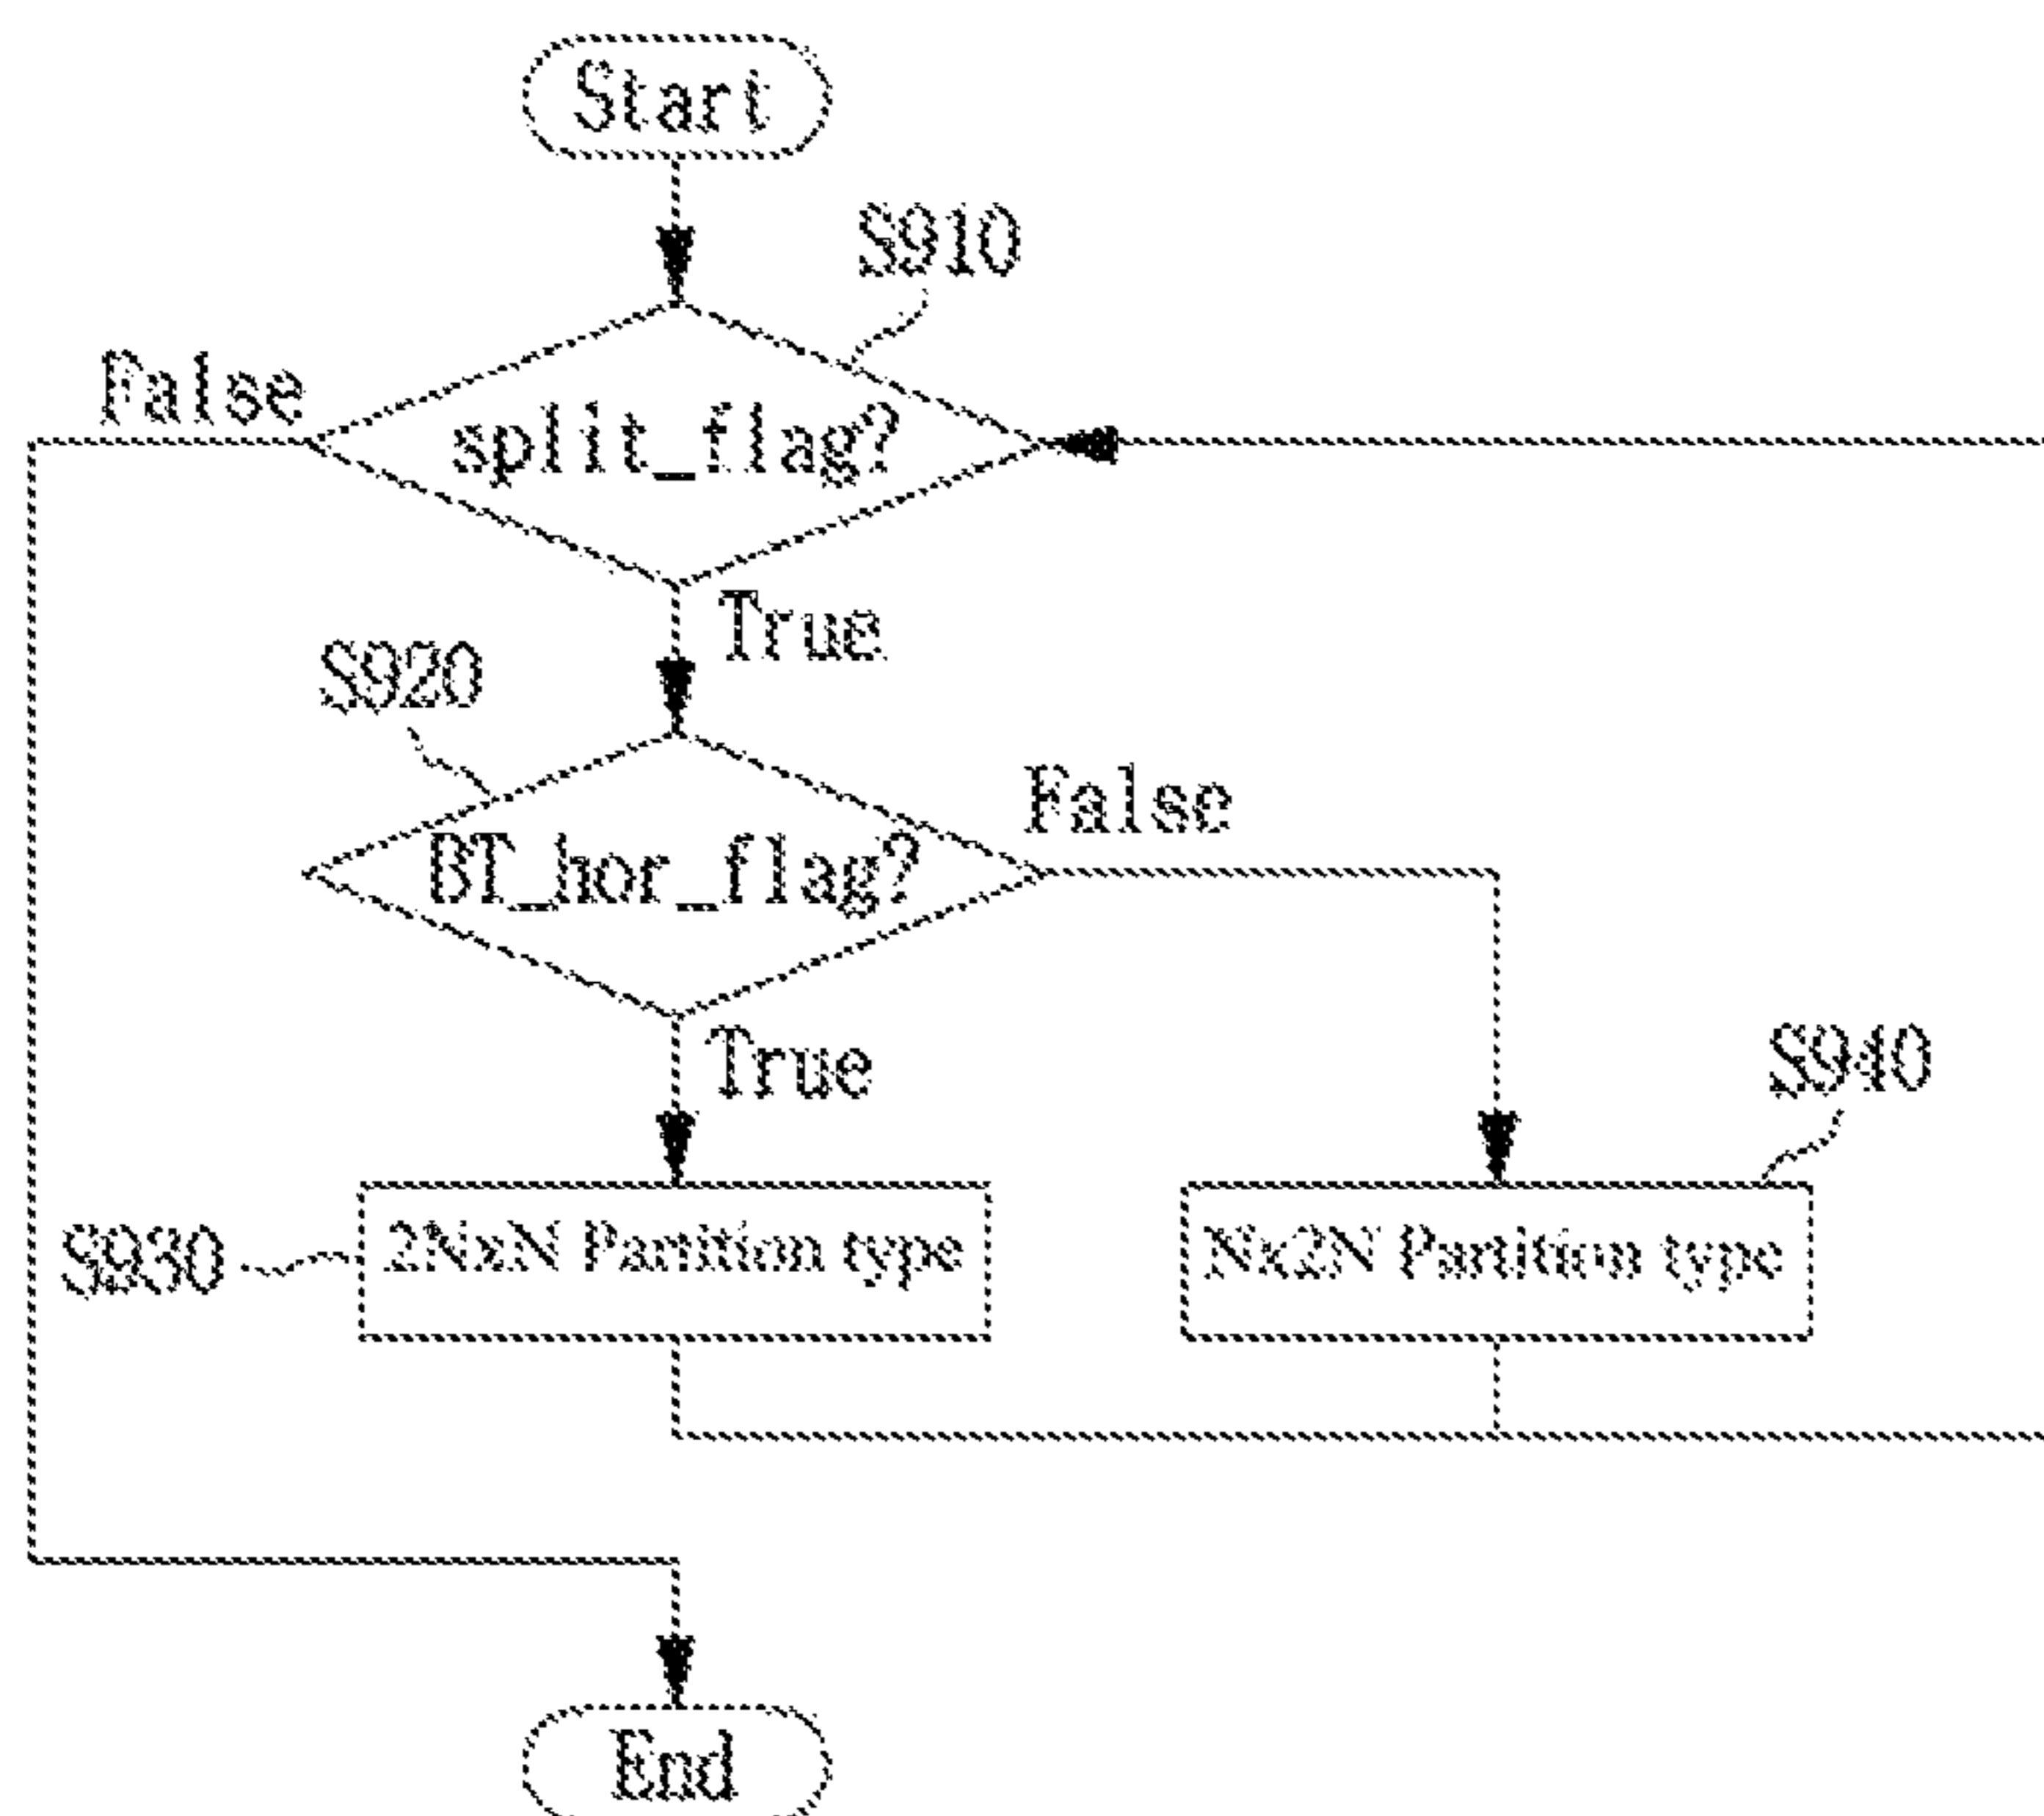 Start
S910
False
split_flag?
True
S920
False
BT_hor_flag?
True
S940
S930
2NxN Partition type
Nx2N Partition type
End